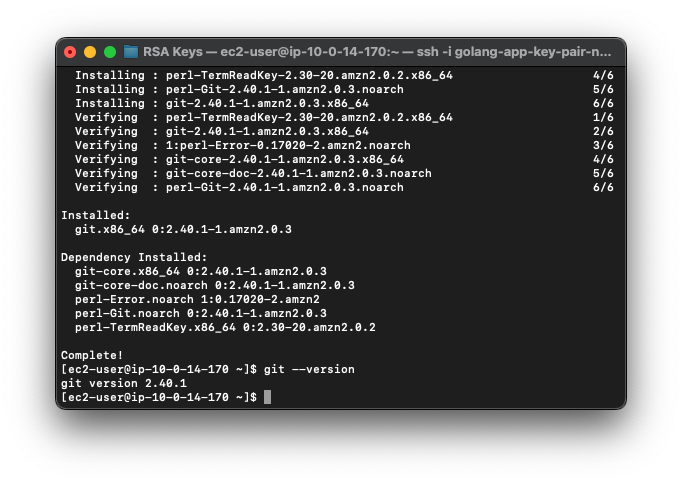 RSA Keys — ec2-user@ip-10-0-14-170:~ — ssh -i golang-app-key-pair-n...
Installing : perl-TermReadKey-2.30-20.amzn2.0.2.x86_64 4/6
Installing : perl-Git-2.40.1-1.amzn2.0.3.noarch 5/6
Installing : git-2.40.1-1.amzn2.0.3.x86_64 6/6
Verifying : perl-TermReadKey-2.30-20.amzn2.0.2.x86_64 1/6
Verifying : git-2.40.1-1.amzn2.0.3.x86_64 2/6
Verifying : 1:perl-Error-0.17020-2.amzn2.noarch 3/6
Verifying : git-core-2.40.1-1.amzn2.0.3.x86_64 4/6
Verifying : git-core-doc-2.40.1-1.amzn2.0.3.noarch 5/6
Verifying : perl-Git-2.40.1-1.amzn2.0.3.noarch 6/6
Installed:
git.x86_64 0:2.40.1-1.amzn2.0.3
Dependency Installed:
git-core.x86_64 0:2.40.1-1.amzn2.0.3
git-core-doc.noarch 0:2.40.1-1.amzn2.0.3
perl-Error.noarch 1:0.17020-2.amzn2
perl-Git.noarch 0:2.40.1-1.amzn2.0.3
perl-TermReadKey.x86_64 0:2.30-20.amzn2.0.2
Complete!
[ec2-user@ip-10-0-14-170 ~]$ git --version
git version 2.40.1
[ec2-user@ip-10-0-14-170 ~]$